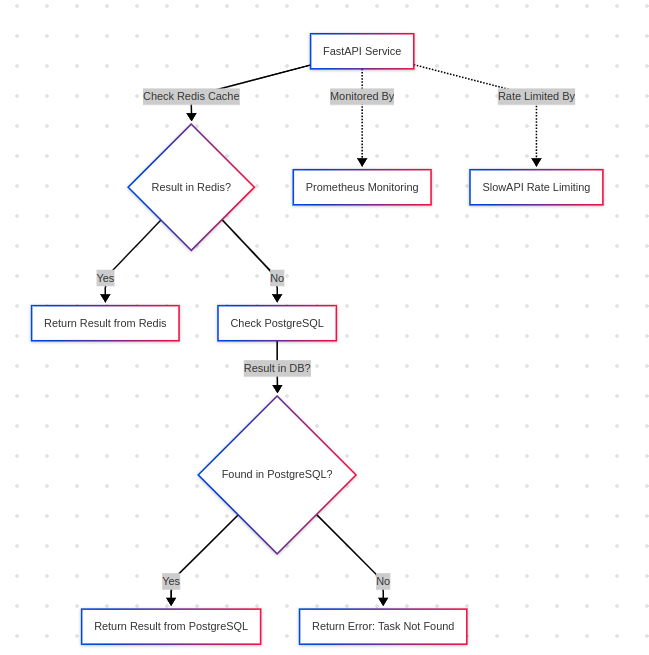 FastAPI Service
Check Redis Cache
Monitored By
Rate Limited By
Result in Redis?
Prometheus Monitoring
SlowAPI Rate Limiting
Yes
No
Return Result from Redis
Check PostgreSQL
Result in DB?
Found in PostgreSQL?
Yes
No
Return Result from PostgreSQL
Return Error: Task Not Found